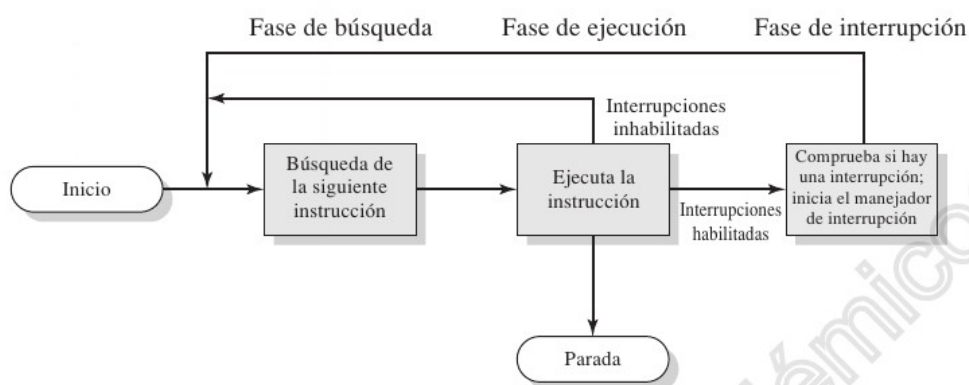 Fase de búsqueda
Fase de ejecución
Fase de interrupción
Interrupciones
inhabilitadas
Inicio
Búsqueda de
la siguiente
instrucción
Ejecuta la
instrucción
Interrupciones
habilitadas
Comprueba si hay
una interrupción;
inicia el manejador
de interrupción
Parada